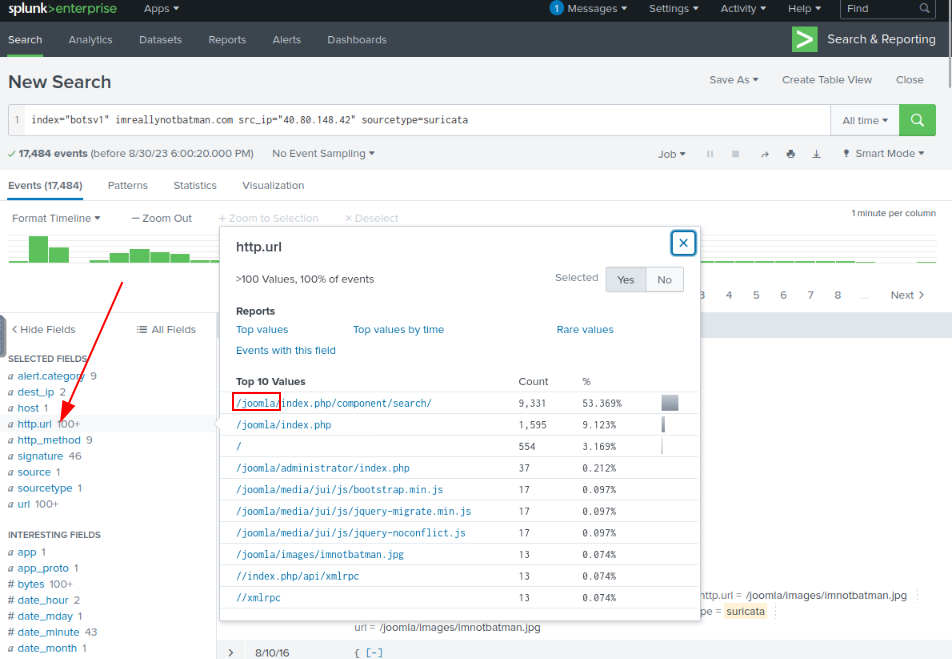 splunk>enterprise Apps 1 Messages Settings Activity Help Find
Search Analytics Datasets Reports Alerts Dashboards > Search & Reporting
New Search Save As Create Table View Close
1 index="botsv1" imreallynotbatman.com src_ip="40.80.148.42" sourcetype=suricata All time
17,484 events (before 8/30/23 6:00:20.000 PM) No Event Sampling Job Smart Mode
Events (17,484) Patterns Statistics Visualization
Format Timeline — Zoom Out + Zoom to Selection × Deselect 1 minute per column
http.url
>100 Values, 100% of events Selected Yes No
3 4 5 6 7 8 ... Next >
Reports
Top values Top values by time Rare values
Events with this field
< Hide Fields All Fields
SELECTED FIELDS
a alert.category 9
a dest_ip 2
a host 1
a http.url 100+
a http_method 9
a signature 46
a source 1
a sourcetype 1
a url 100+
INTERESTING FIELDS
a app 1
a app_proto 1
# bytes 100+
# date_hour 2
# date_mday 1
# date_minute 43
a date_month 1
Top 10 Values Count %
/joomla/index.php/component/search/ 9,331 53.369%
/joomla/index.php 1,595 9.123%
/ 554 3.169%
/joomla/administrator/index.php 37 0.212%
/joomla/media/jui/js/bootstrap.min.js 17 0.097%
/joomla/media/jui/js/jquery-migrate.min.js 17 0.097%
/joomla/media/jui/js/jquery-noconflict.js 17 0.097%
/joomla/images/imnotbatman.jpg 13 0.074%
//index.php/api/xmlrpc 13 0.074%
//xmlrpc 13 0.074%
http.url = /joomla/images/imnotbatman.jpg
pe = suricata
url = /joomla/images/imnotbatman.jpg
> 8/10/16 { [-]